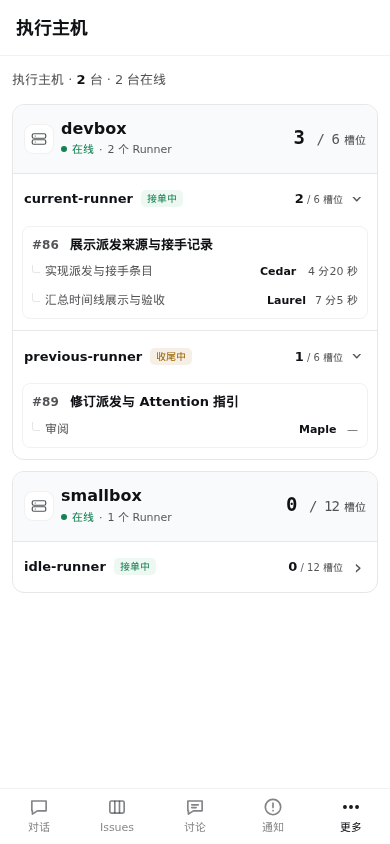 执行主机
执行主机 · 2 台 · 2 台在线
devbox
3 / 6 槽位
在线 · 2 个 Runner
current-runner 接单中 2 / 6 槽位
#86 展示派发来源与接手记录
实现派发与接手条目 Cedar 4 分20 秒
汇总时间线展示与验收 Laurel 7 分5 秒
previous-runner 收尾中 1 / 6 槽位
#89 修订派发与 Attention 指引
审阅 Maple —
smallbox
0 / 12 槽位
在线 · 1 个 Runner
idle-runner 接单中 0 / 12 槽位
对话 Issues 讨论 通知 更多